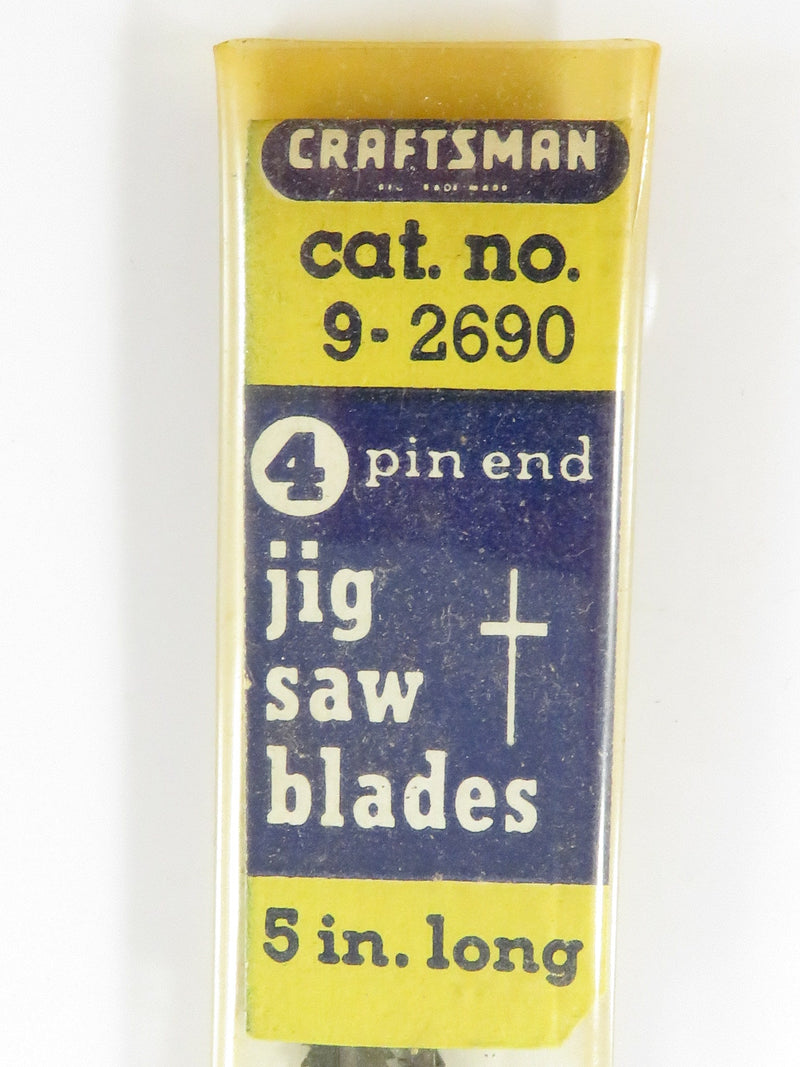 CRAFTSMAN
cat. no.
9-2690
4 pin end
jig
saw
blades
5 in. long